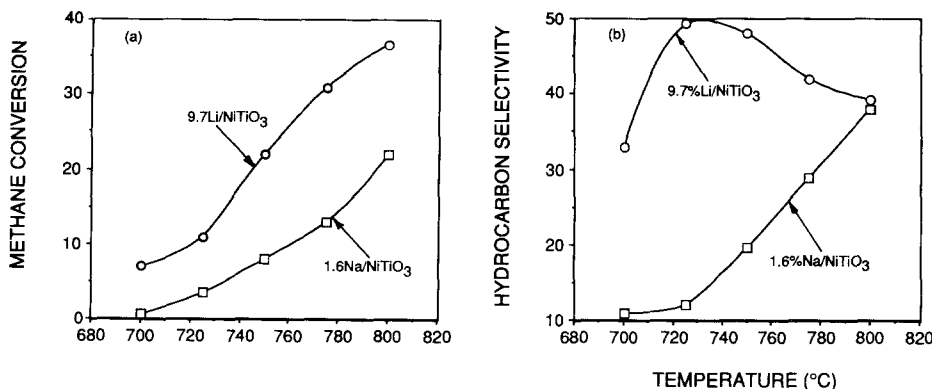 (a)
METHANE CONVERSION
40
30
20
10
0
9.7Li/NiTiO3
1.6Na/NiTiO3
680 700 720 740 760 780 800 820
(b)
HYDROCARBON SELECTIVITY
50
40
30
20
10
9.7%Li/NiTiO3
1.6%Na/NiTiO3
680 700 720 740 760 780 800 820
TEMPERATURE (°C)